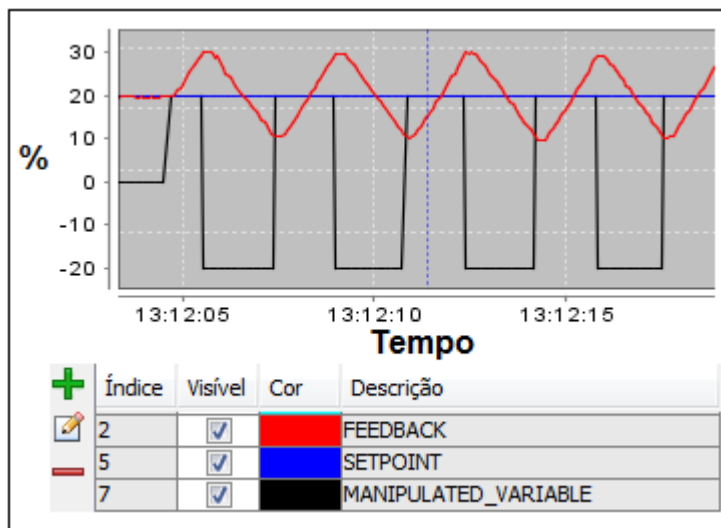 30
20
10
%
0
-10
-20
13:12:05 13:12:10 13:12:15
Tempo
Índice Visível Cor Descrição
2 FEEDBACK
5 SETPOINT
7 MANIPULATED_VARIABLE